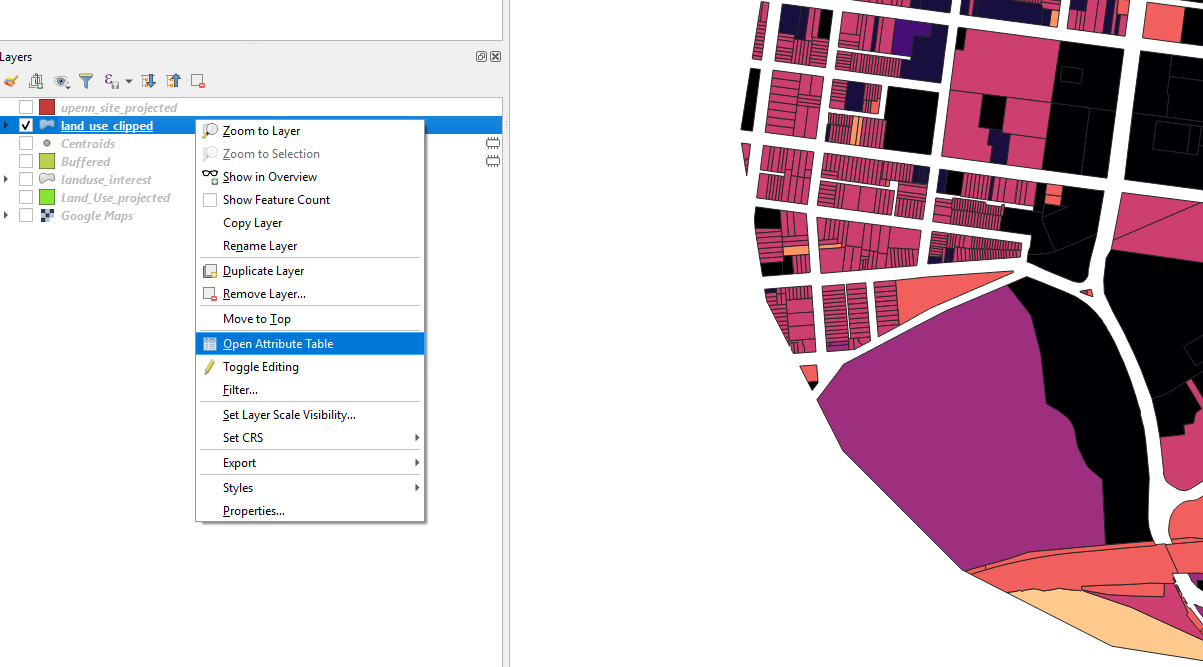 Layers
upenn_site_projected
land_use_clipped
Centroids
Buffered
landuse_interest
Land_Use_projected
Google Maps
Zoom to Layer
Zoom to Selection
Show in Overview
Show Feature Count
Copy Layer
Rename Layer
Duplicate Layer
Remove Layer...
Move to Top
Open Attribute Table
Toggle Editing
Filter...
Set Layer Scale Visibility...
Set CRS
Export
Styles
Properties...